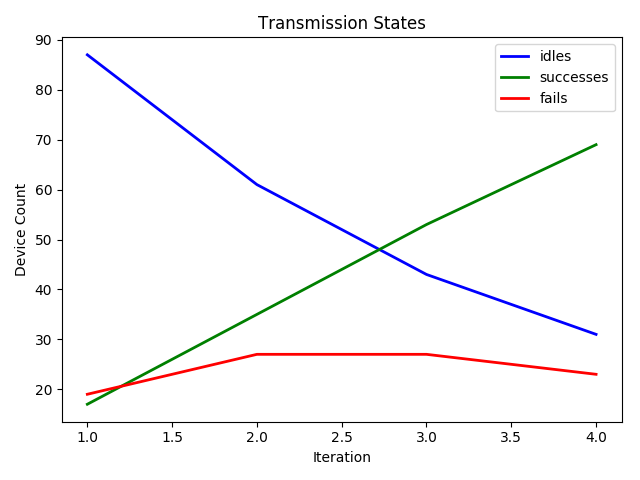 Transmission States
idles
successes
fails
Device Count
90
80
70
60
50
40
30
20
1.0 1.5 2.0 2.5 3.0 3.5 4.0
Iteration